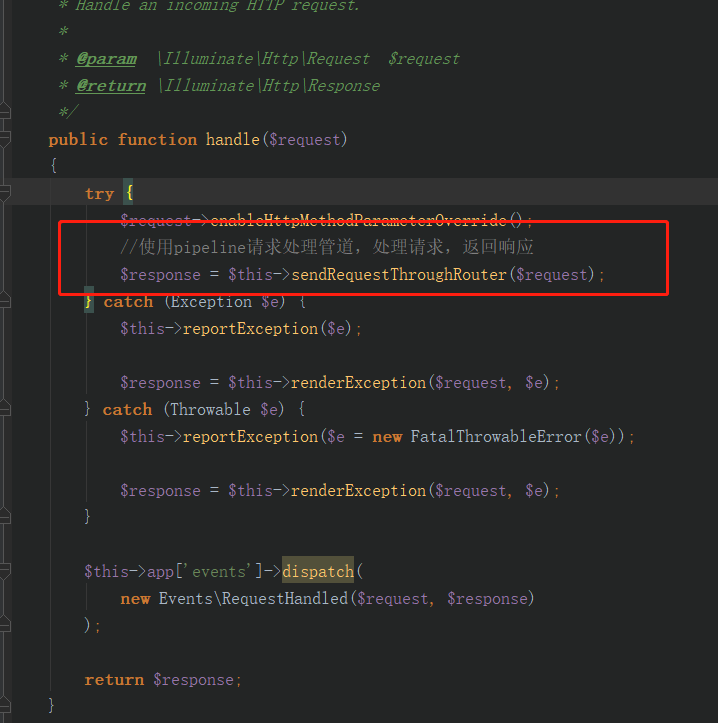 * Handle an incoming HTTP request.
*
* @param  \Illuminate\Http\Request  $request
* @return \Illuminate\Http\Response
*/
public function handle($request)
{
try {
$request->enableHttpMethodParameterOverride();
//使用pipeline请求处理管道，处理请求，返回响应
$response = $this->sendRequestThroughRouter($request);
} catch (Exception $e) {
$this->reportException($e);
$response = $this->renderException($request, $e);
} catch (Throwable $e) {
$this->reportException($e = new FatalThrowableError($e));
$response = $this->renderException($request, $e);
}
$this->app['events']->dispatch(
new Events\RequestHandled($request, $response)
);
return $response;
}